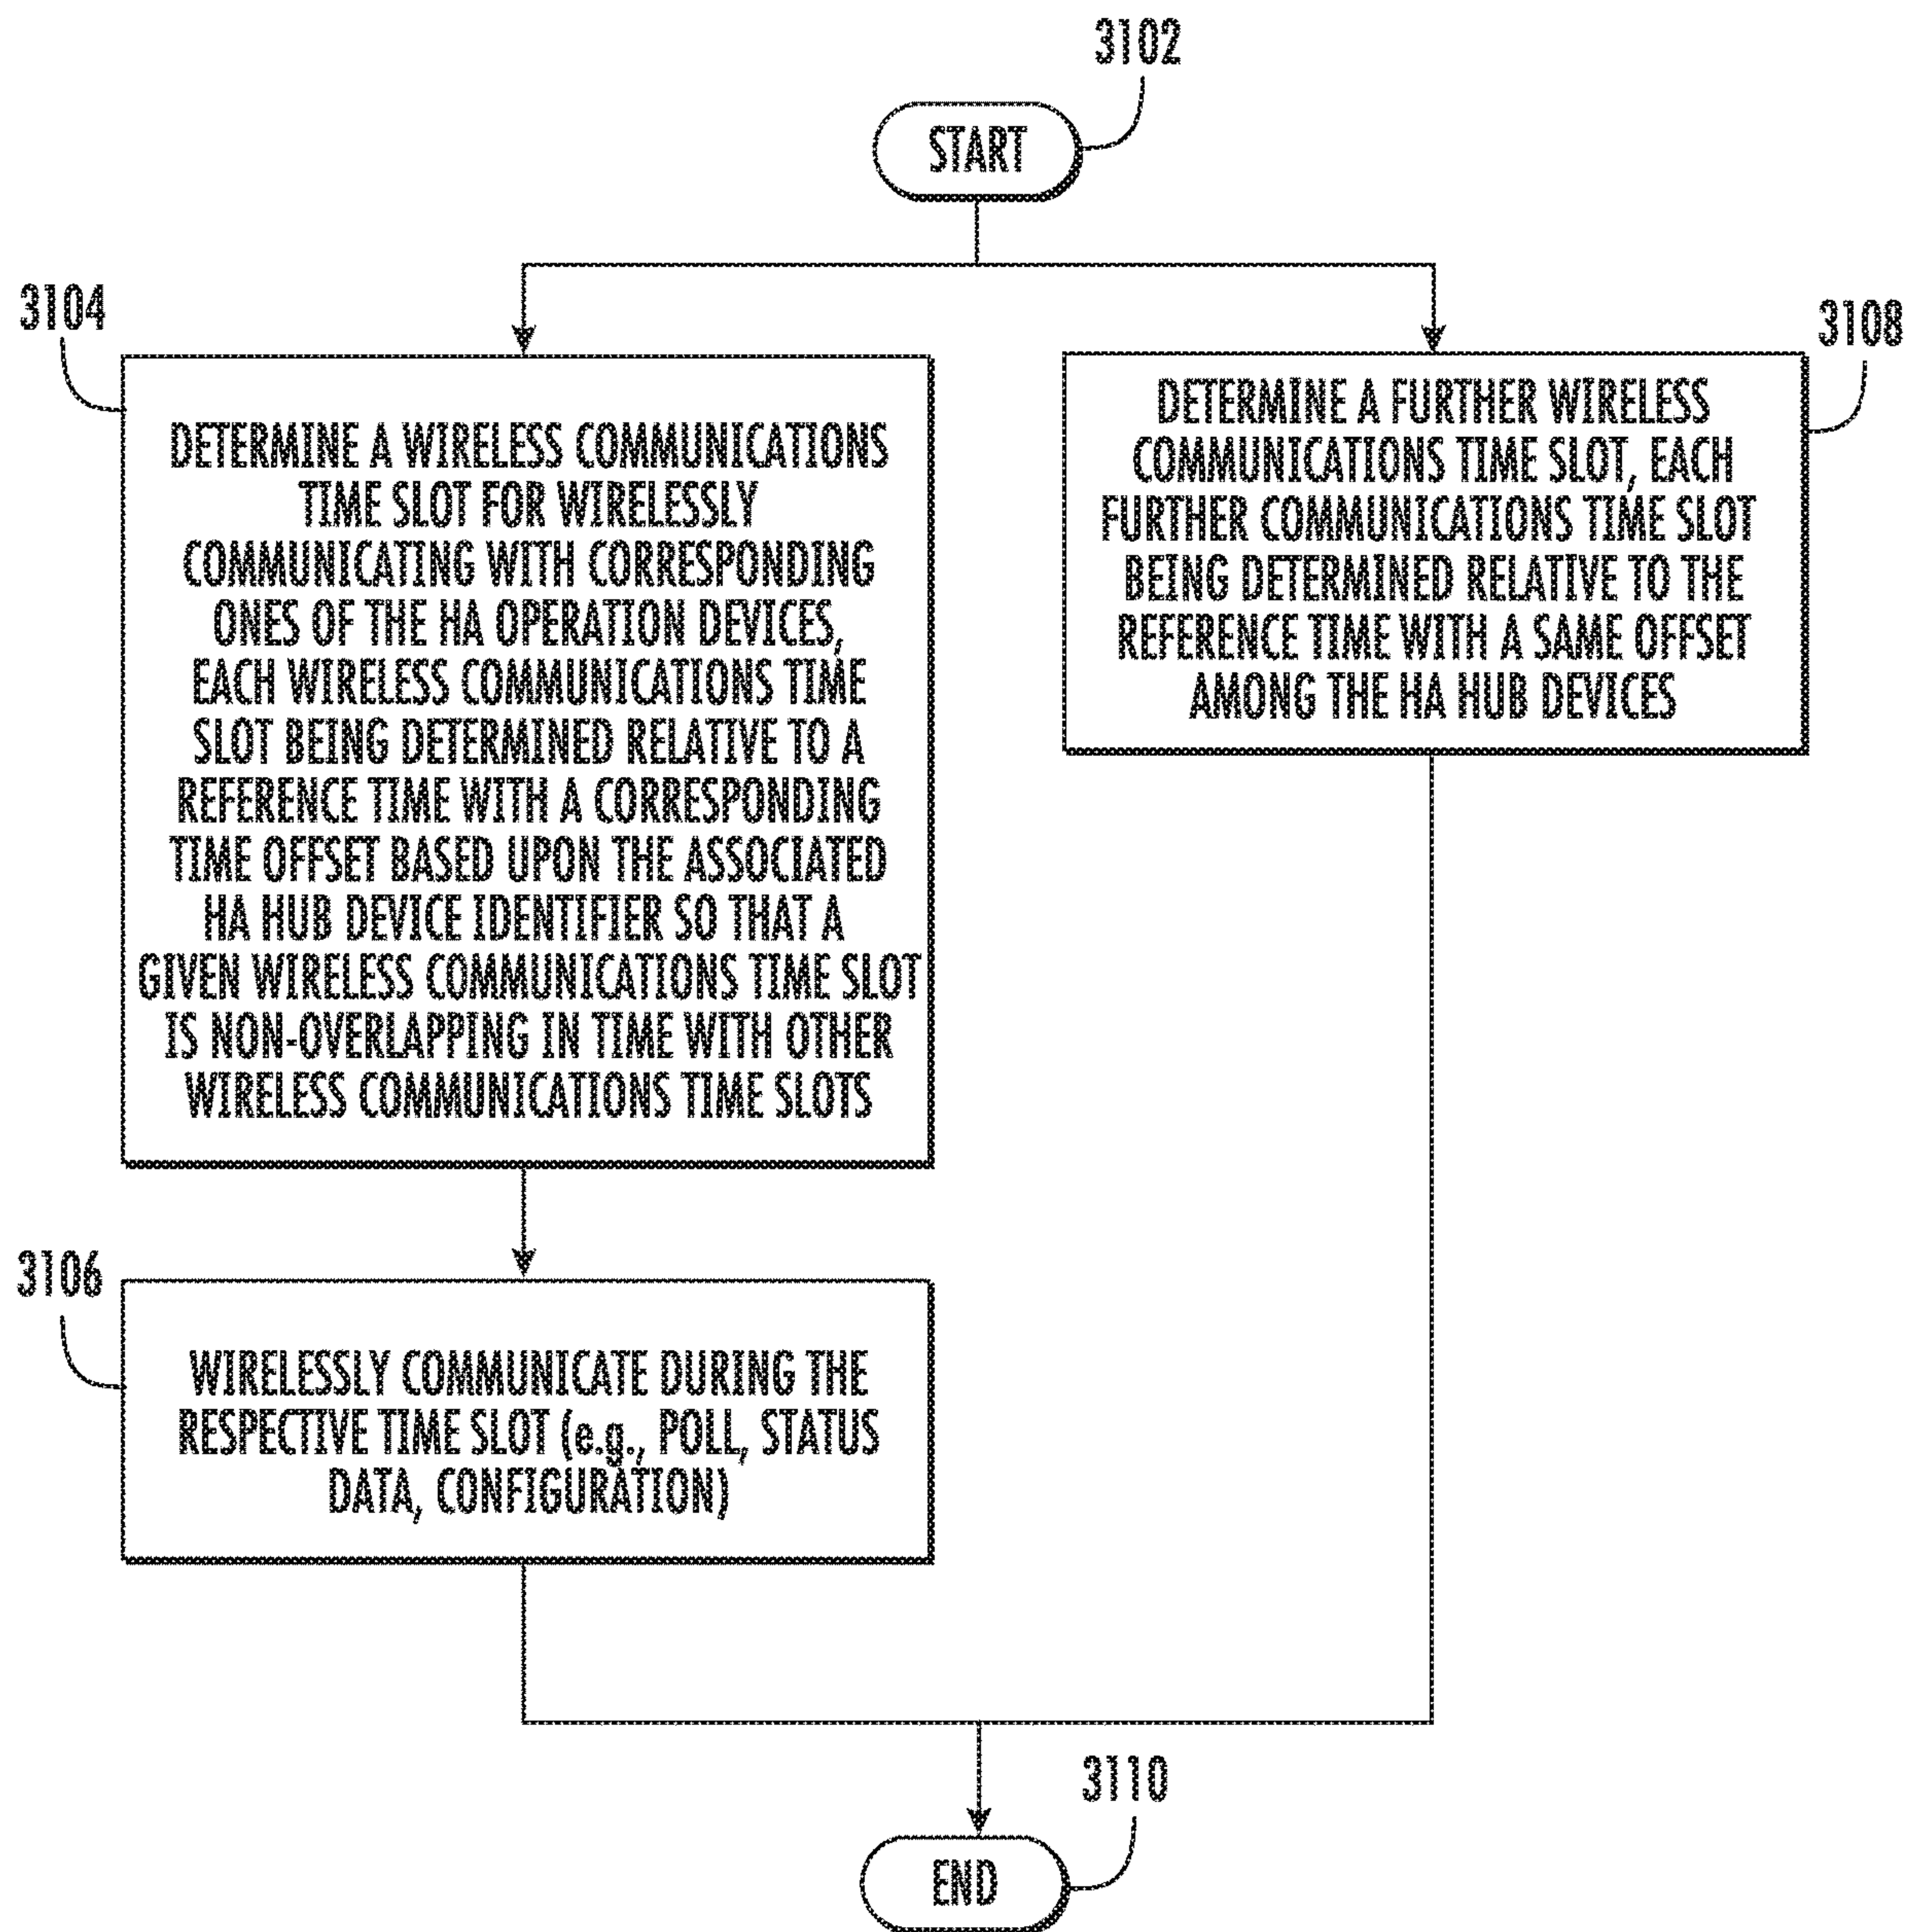 3102
START
3104
DETERMINE A WIRELESS COMMUNICATIONS
TIME SLOT FOR WIRELESSLY
COMMUNICATING WITH CORRESPONDING
ONES OF THE HA OPERATION DEVICES,
EACH WIRELESS COMMUNICATIONS TIME
SLOT BEING DETERMINED RELATIVE TO A
REFERENCE TIME WITH A CORRESPONDING
TIME OFFSET BASED UPON THE ASSOCIATED
HA HUB DEVICE IDENTIFIER SO THAT A
GIVEN WIRELESS COMMUNICATIONS TIME SLOT
IS NON-OVERLAPPING IN TIME WITH OTHER
WIRELESS COMMUNICATIONS TIME SLOTS
3108
DETERMINE A FURTHER WIRELESS
COMMUNICATIONS TIME SLOT, EACH
FURTHER COMMUNICATIONS TIME SLOT
BEING DETERMINED RELATIVE TO THE
REFERENCE TIME WITH A SAME OFFSET
AMONG THE HA HUB DEVICES
3106
WIRELESSLY COMMUNICATE DURING THE
RESPECTIVE TIME SLOT (e.g., POLL, STATUS
DATA, CONFIGURATION)
3110
END